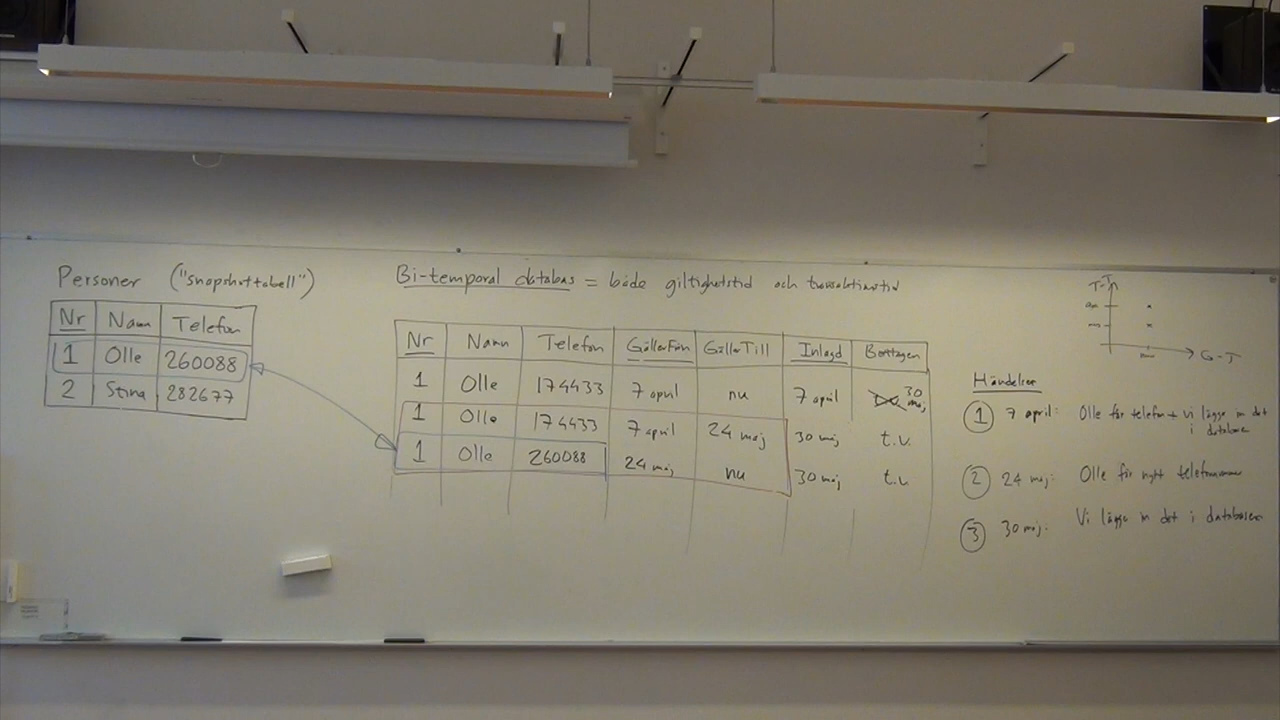 Personer ("snapshottabell")
Nr Namn Telefon
1 Olle 260088
2 Stina 282677
Bi-temporal databas = både giltighetstid och transaktionstid
Nr Namn Telefon GällerFrån GällerTill Inlagd Borttagen
1 Olle 174433 7 april nu 7 april 30 maj
1 Olle 174433 7 april 24 maj 30 maj t.v.
1 Olle 260088 24 maj nu 30 maj t.v.
T-T
G-T
Händelser
1 7 april: Olle får telefon + vi lägger in det
i databasen
2 24 maj: Olle får nytt telefonnummer
3 30 maj: Vi lägger in det i databasen